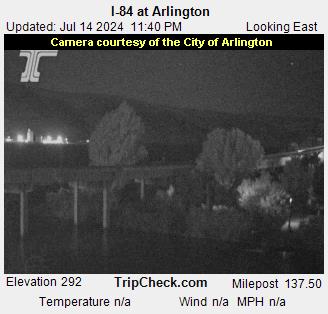 I-84 at Arlington
Updated: Jul 14 2024 11:40 PM Looking East
Camera courtesy of the City of Arlington
Elevation 292 TripCheck.com Milepost 137.50
Temperature n/a Wind n/a MPH n/a